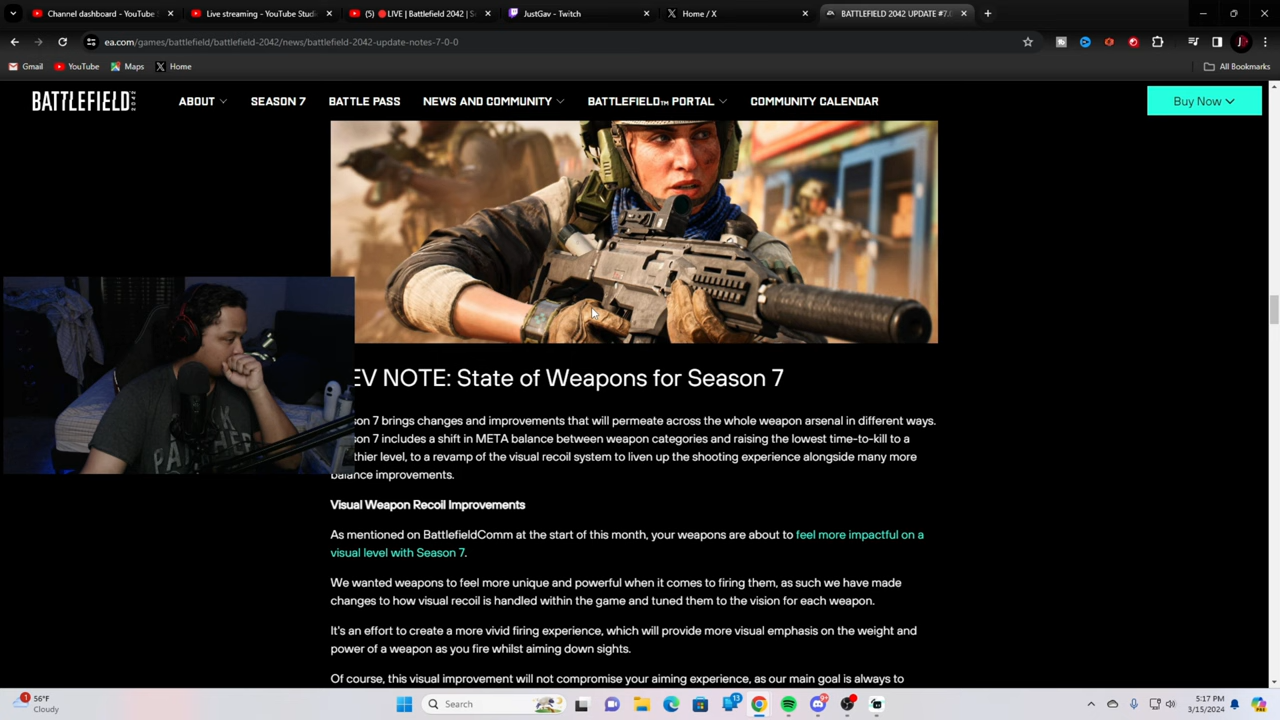 Channel dashboard - YouTube S
Live streaming - YouTube Studi
(5) 🔴LIVE | Battlefield 2042 | S
JustGav - Twitch
Home / X
BATTLEFIELD 2042 UPDATE #7.0
ea.com/games/battlefield/battlefield-2042/news/battlefield-2042-update-notes-7-0-0
Gmail
YouTube
Maps
Home
All Bookmarks
BATTLEFIELD 2042
ABOUT
SEASON 7
BATTLE PASS
NEWS AND COMMUNITY
BATTLEFIELD™ PORTAL
COMMUNITY CALENDAR
Buy Now
EV NOTE: State of Weapons for Season 7
son 7 brings changes and improvements that will permeate across the whole weapon arsenal in different ways.
son 7 includes a shift in META balance between weapon categories and raising the lowest time-to-kill to a
thier level, to a revamp of the visual recoil system to liven up the shooting experience alongside many more
balance improvements.
Visual Weapon Recoil Improvements
As mentioned on BattlefieldComm at the start of this month, your weapons are about to feel more impactful on a
visual level with Season 7.
We wanted weapons to feel more unique and powerful when it comes to firing them, as such we have made
changes to how visual recoil is handled within the game and tuned them to the vision for each weapon.
It's an effort to create a more vivid firing experience, which will provide more visual emphasis on the weight and
power of a weapon as you fire whilst aiming down sights.
Of course, this visual improvement will not compromise your aiming experience, as our main goal is always to
1
56°F
Cloudy
Search
13
9+
5:17 PM
3/15/2024